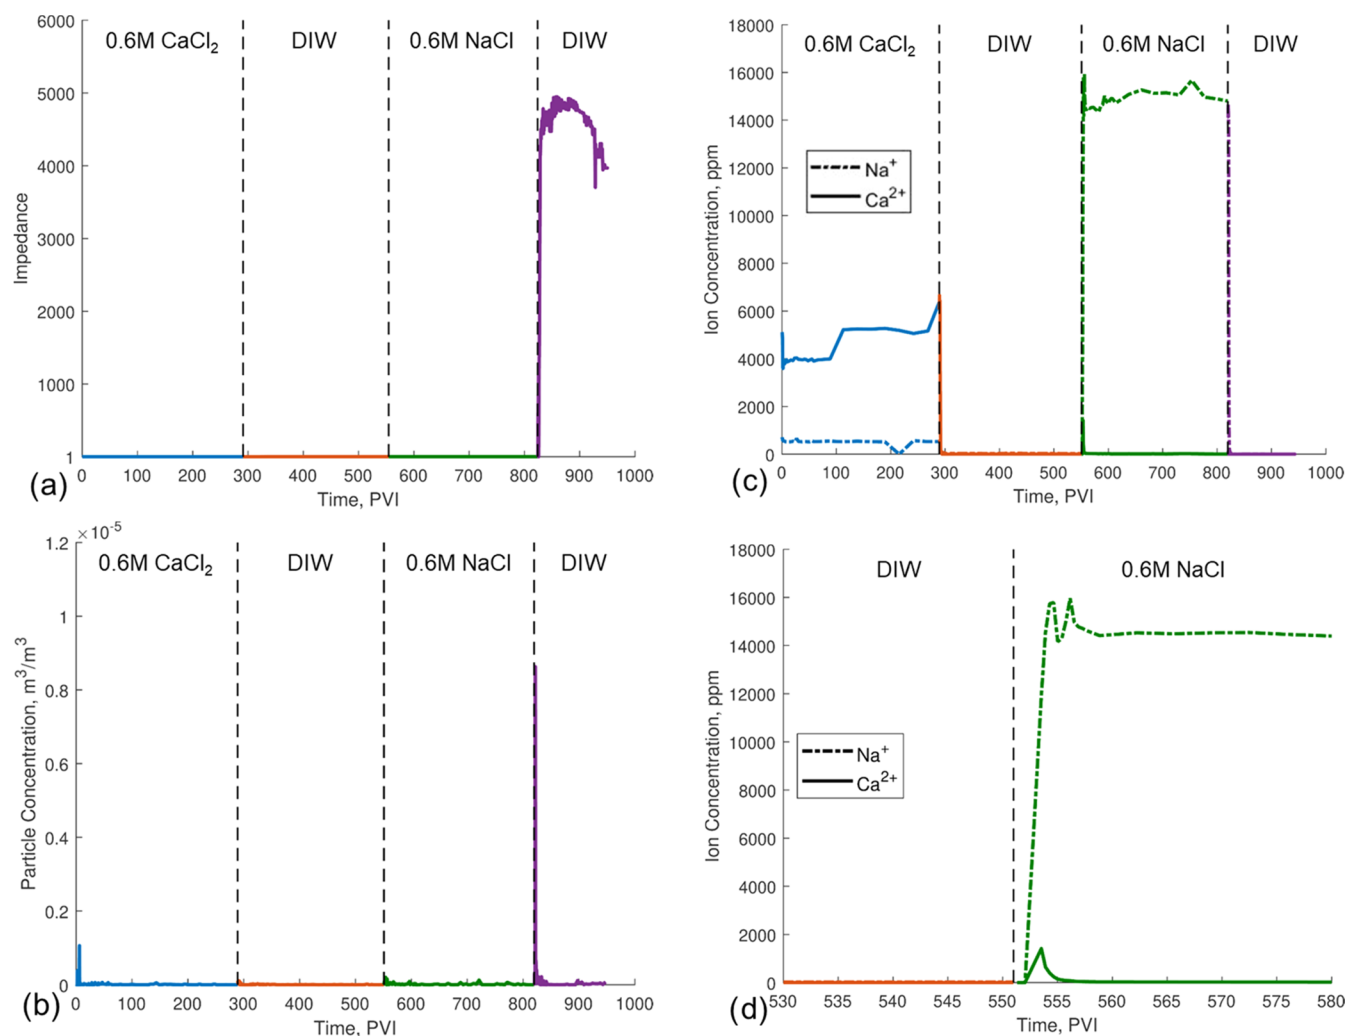 6000
5000
4000
3000
2000
1000
1
Impedance
0.6M CaCl2
DIW
0.6M NaCl
DIW
0 100 200 300 400 500 600 700 800 900 1000
Time, PVI
(a)
×10-5
1.2
1
0.8
0.6
0.4
0.2
0
Particle Concentration, m3/m3
0.6M CaCl2
DIW
0.6M NaCl
DIW
0 100 200 300 400 500 600 700 800 900 1000
Time, PVI
(b)
18000
16000
14000
12000
10000
8000
6000
4000
2000
0
Ion Concentration, ppm
0.6M CaCl2
DIW
0.6M NaCl
DIW
Na+
Ca2+
0 100 200 300 400 500 600 700 800 900 1000
Time, PVI
(c)
18000
16000
14000
12000
10000
8000
6000
4000
2000
0
Ion Concentration, ppm
DIW
0.6M NaCl
Na+
Ca2+
530 535 540 545 550 555 560 565 570 575 580
Time, PVI
(d)